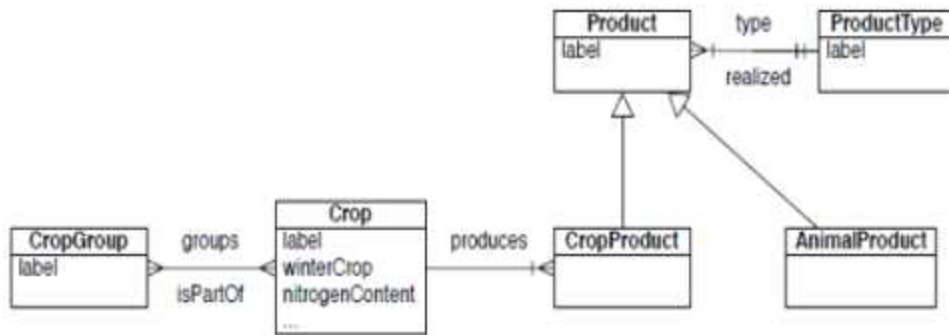 Product
label
type
realized
ProductType
label
CropGroup
label
groups
isPartOf
Crop
label
winterCrop
nitrogenContent
...
produces
CropProduct
AnimalProduct